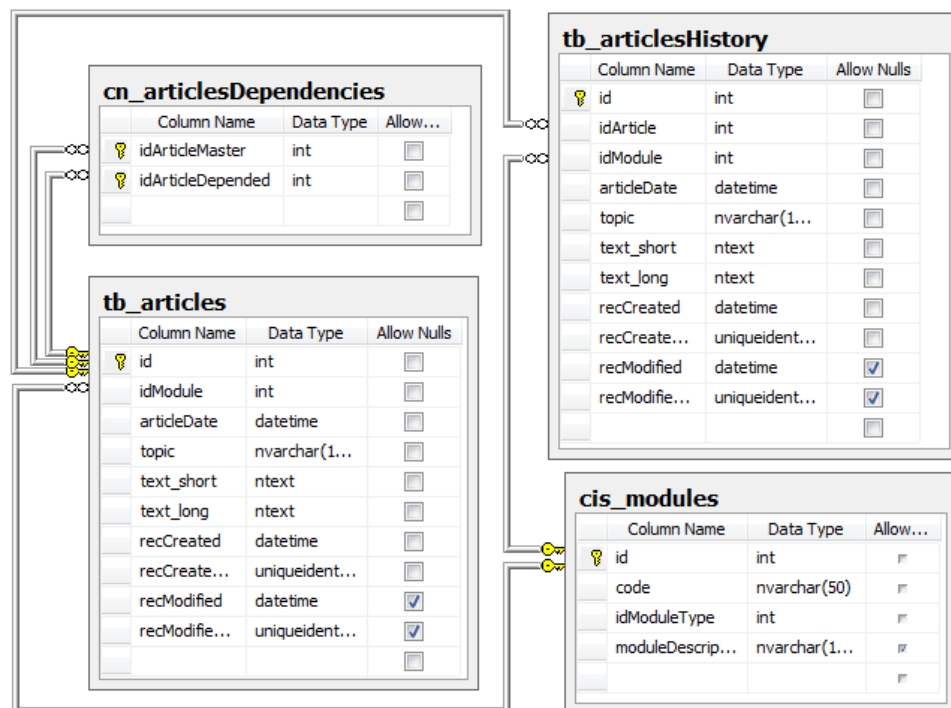 cn_articlesDependencies
Column Name Data Type Allow...
idArticleMaster int
idArticleDepended int
tb_articles
Column Name Data Type Allow Nulls
id int
idModule int
articleDate datetime
topic nvarchar(1...
text_short ntext
text_long ntext
recCreated datetime
recCreate... uniqueident...
recModified datetime
recModifie... uniqueident...
tb_articlesHistory
Column Name Data Type Allow Nulls
id int
idArticle int
idModule int
articleDate datetime
topic nvarchar(1...
text_short ntext
text_long ntext
recCreated datetime
recCreate... uniqueident...
recModified datetime
recModifie... uniqueident...
cis_modules
Column Name Data Type Allow...
id int
code nvarchar(50)
idModuleType int
moduleDescrip... nvarchar(1...